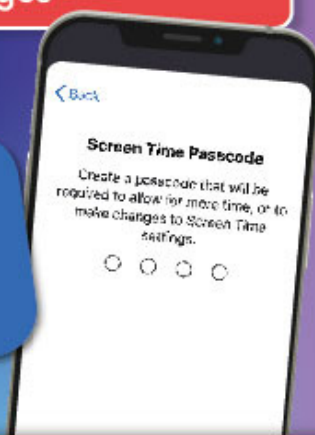 ges
Back
Screen Time Passcode
Create a passcode that will be
required to allow for more time, or to
make changes to Screen Time
settings.